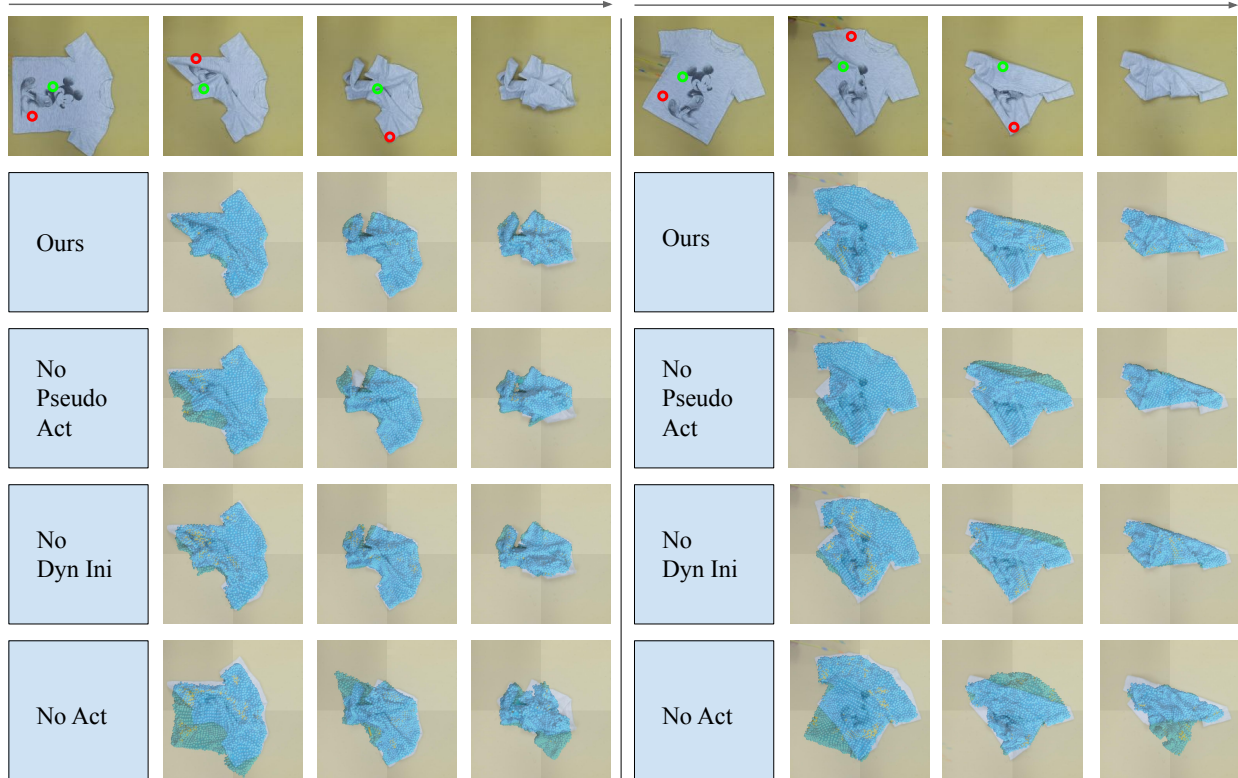 Ours
Ours
No
Pseudo
Act
No
Pseudo
Act
No
Dyn Ini
No
Dyn Ini
No Act
No Act